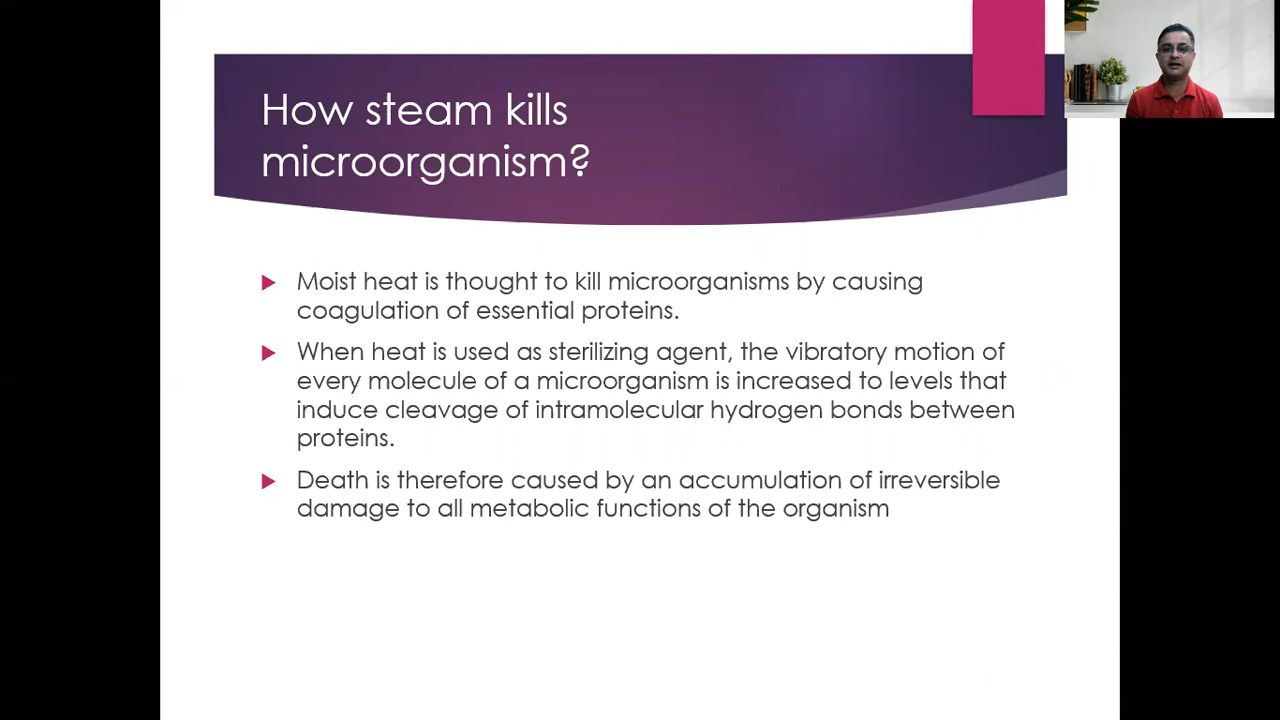 How steam kills
microorganism?
Moist heat is thought to kill microorganisms by causing
coagulation of essential proteins.
When heat is used as sterilizing agent, the vibratory motion of
every molecule of a microorganism is increased to levels that
induce cleavage of intramolecular hydrogen bonds between
proteins.
Death is therefore caused by an accumulation of irreversible
damage to all metabolic functions of the organism